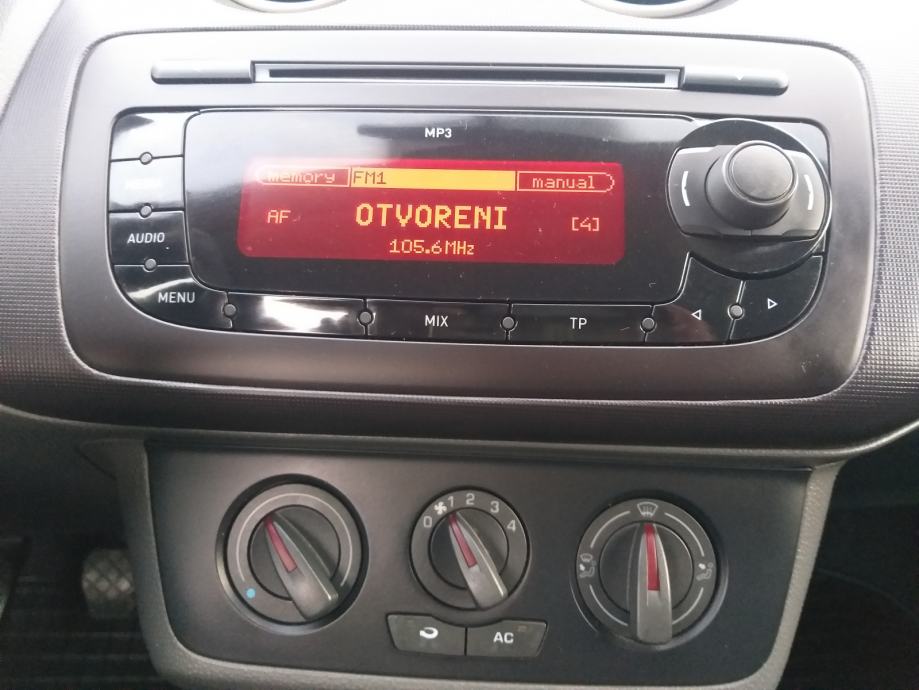 MP3
memory FM1 manual
AF OTVORENI [4]
105.6MHz
AUDIO
MENU
MIX
TP
0 1 2 3 4
AC